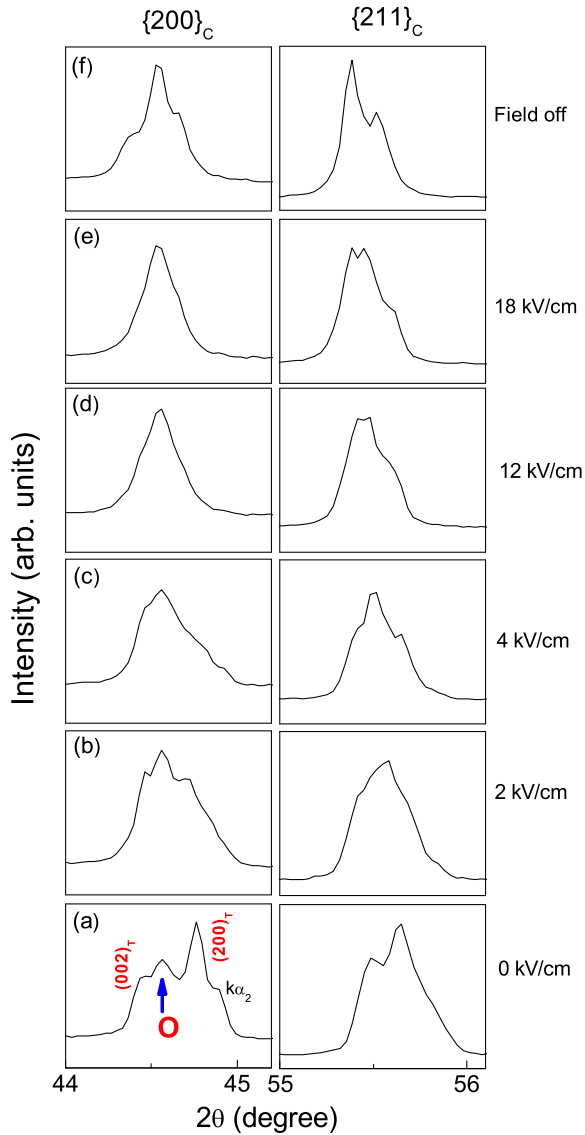 {200}C {211}C
(f)
Field off
(e)
18 kV/cm
(d)
12 kV/cm
(c)
4 kV/cm
(b)
2 kV/cm
(a)
(002)T
(200)T
kα2
O
0 kV/cm
44 45 55 56
2θ (degree)
Intensity (arb. units)